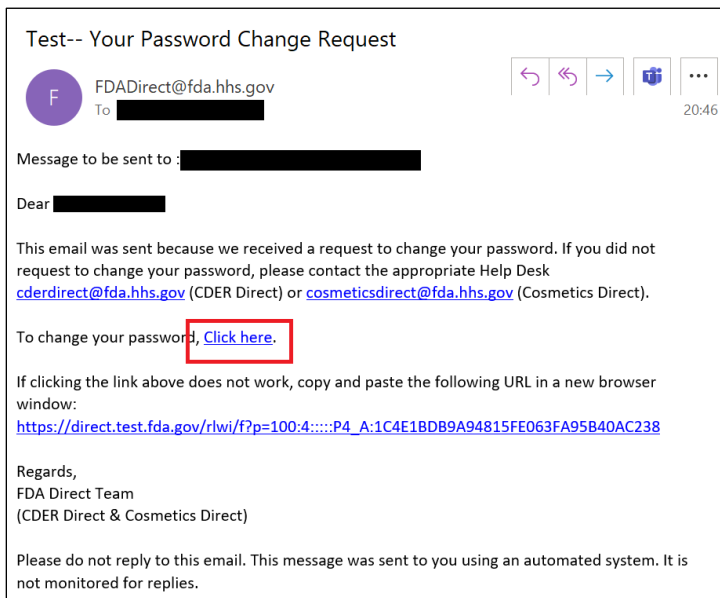 Test-- Your Password Change Request
F
FDADirect@fda.hhs.gov
To
20:46
Message to be sent to :
Dear
This email was sent because we received a request to change your password. If you did not
request to change your password, please contact the appropriate Help Desk
cderdirect@fda.hhs.gov (CDER Direct) or cosmeticsdirect@fda.hhs.gov (Cosmetics Direct).
To change your password, Click here.
If clicking the link above does not work, copy and paste the following URL in a new browser
window:
https://direct.test.fda.gov/rlwi/f?p=100:4:::::P4_A:1C4E1BDB9A94815FE063FA95B40AC238
Regards,
FDA Direct Team
(CDER Direct & Cosmetics Direct)
Please do not reply to this email. This message was sent to you using an automated system. It is
not monitored for replies.